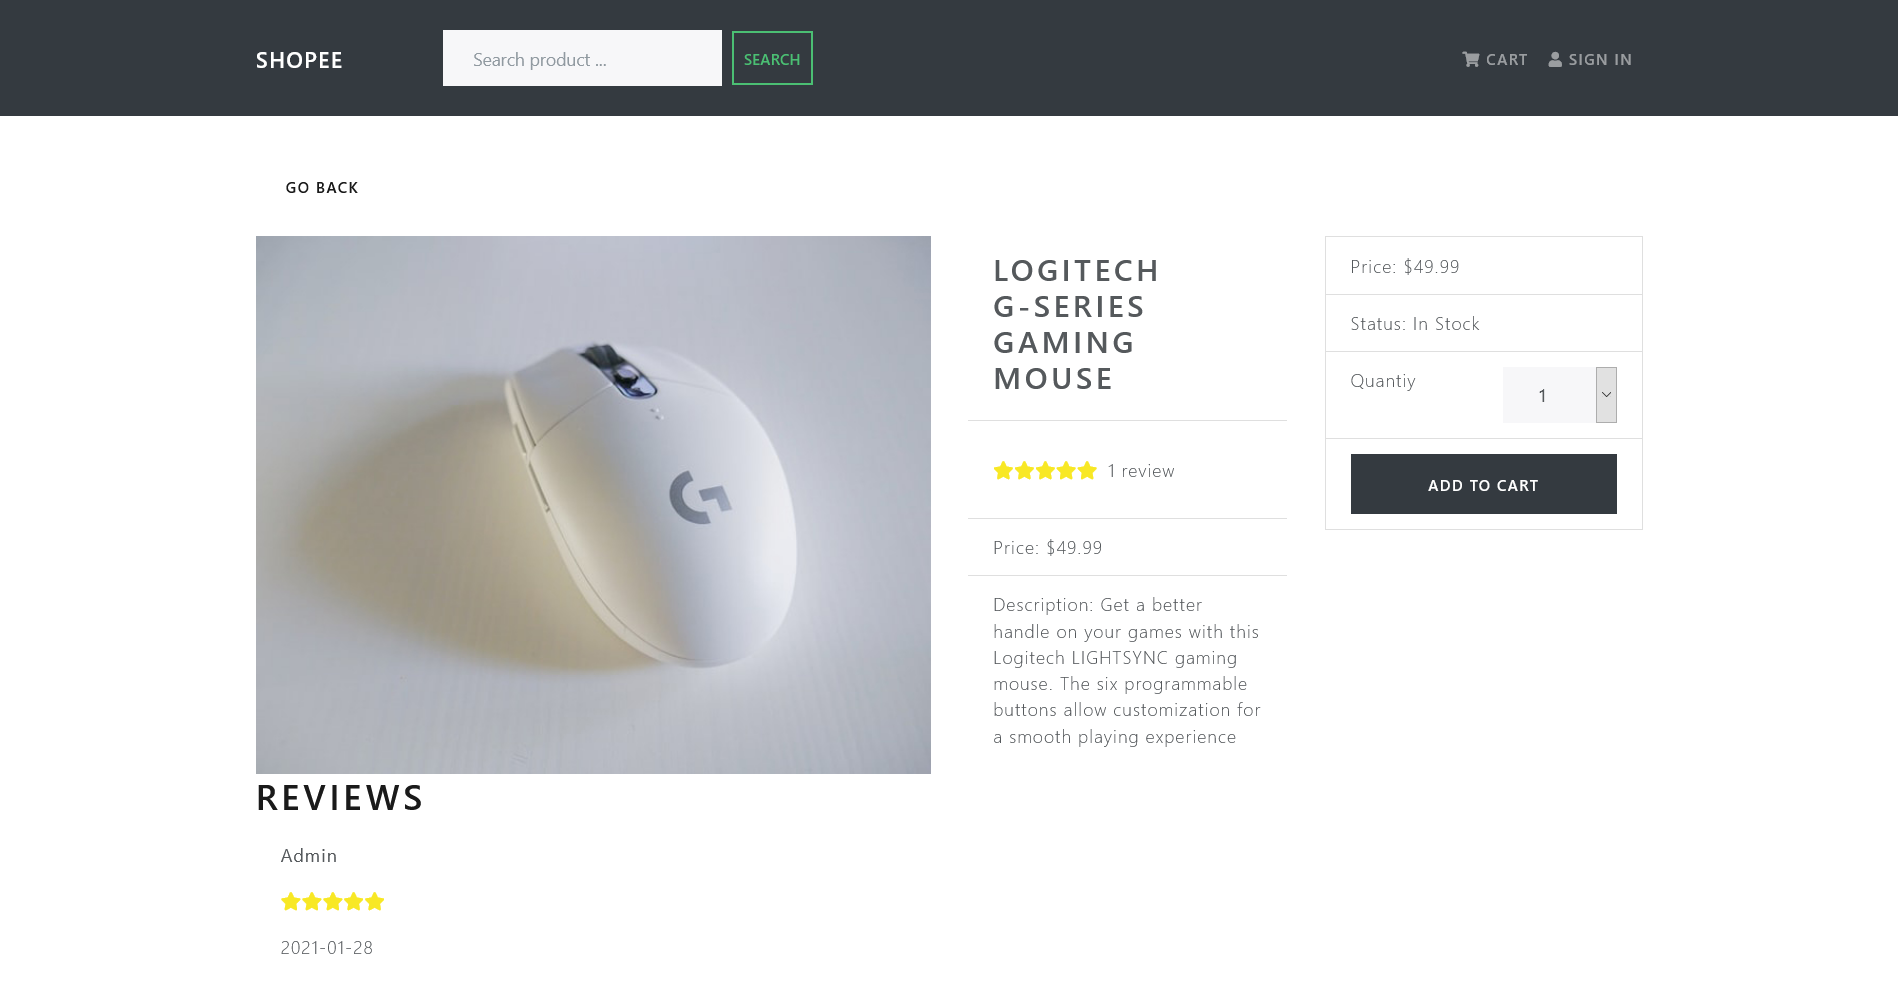 SHOPEE
Search product ...
SEARCH
CART
SIGN IN
GO BACK
LOGITECH
G-SERIES
GAMING
MOUSE
1 review
Price: $49.99
Description: Get a better
handle on your games with this
Logitech LIGHTSYNC gaming
mouse. The six programmable
buttons allow customization for
a smooth playing experience
Price: $49.99
Status: In Stock
Quantiy
1
ADD TO CART
REVIEWS
Admin
2021-01-28